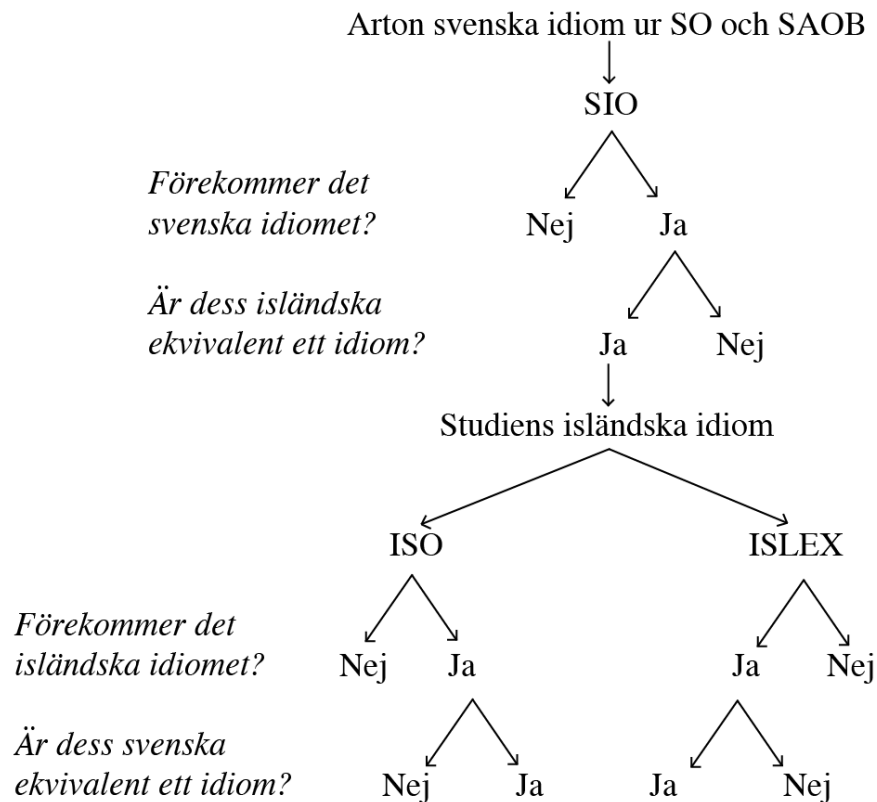 Arton svenska idiom ur SO och SAOB
SIO
Förekommer det
svenska idiomet?
Nej Ja
Är dess isländska
ekvivalent ett idiom?
Ja Nej
Studiens isländska idiom
ISO ISLEX
Förekommer det
isländska idiomet?
Nej Ja Ja Nej
Är dess svenska
ekvivalent ett idiom?
Nej Ja Ja Nej